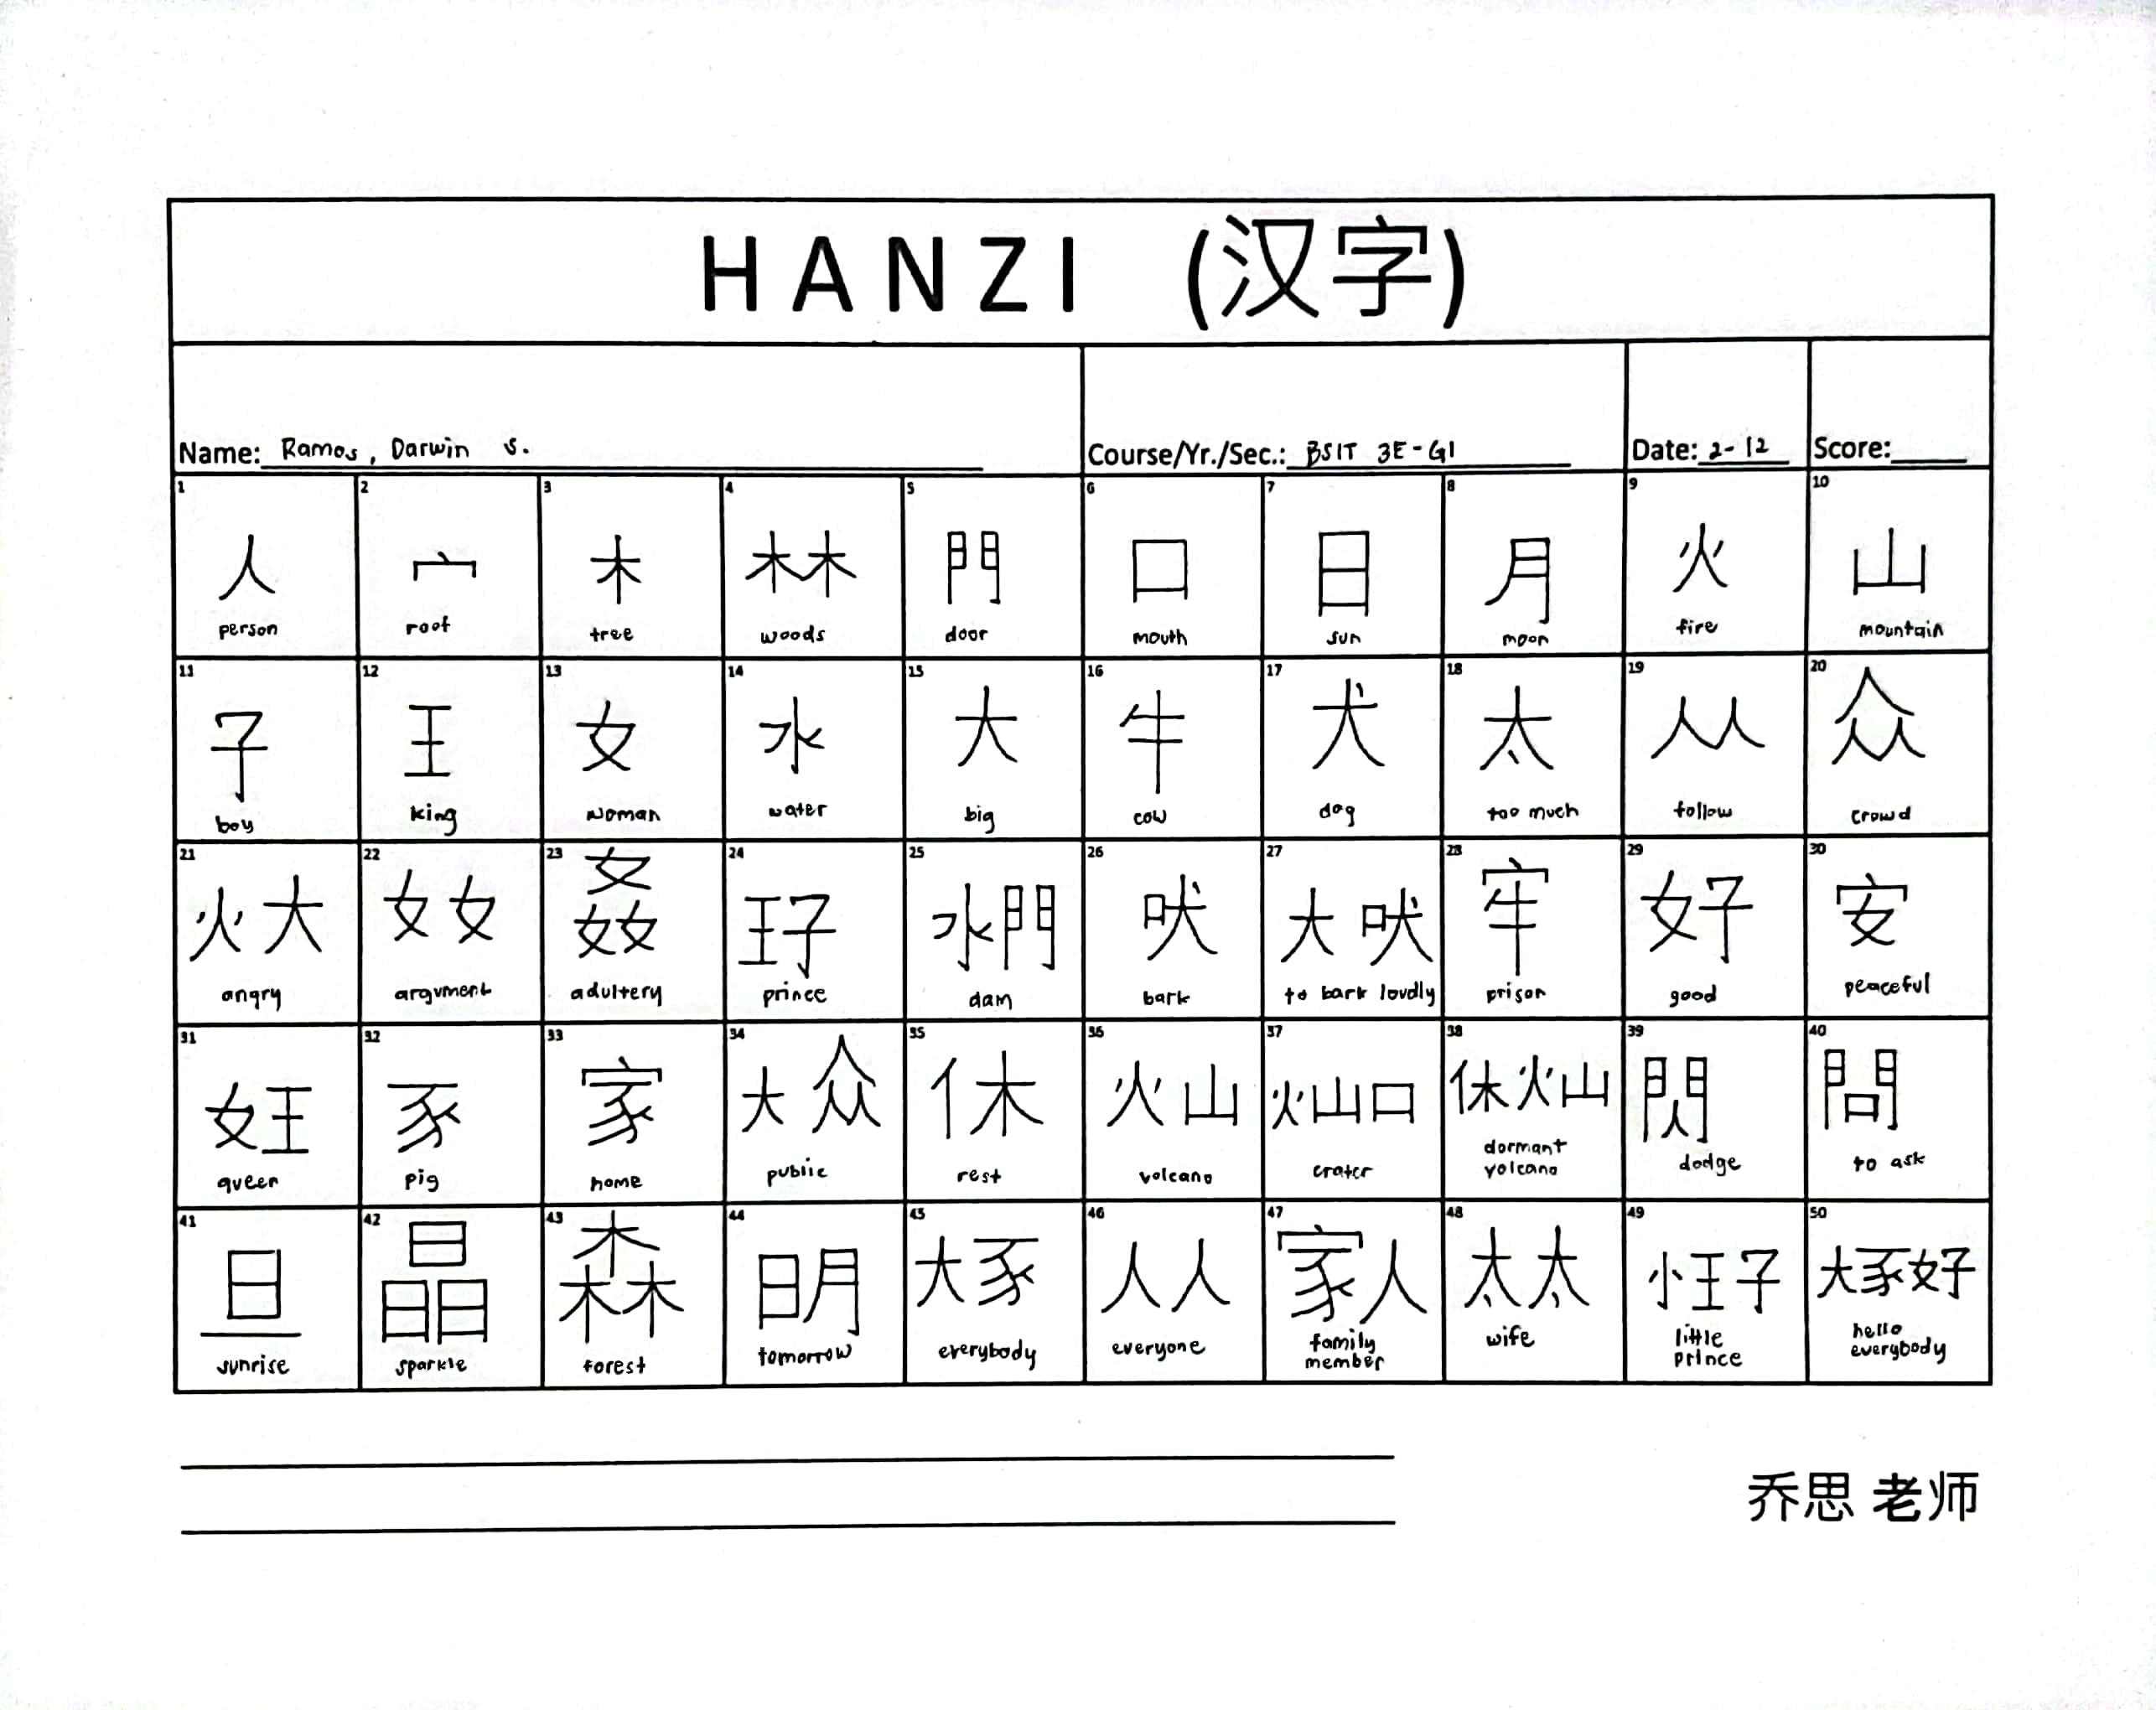 HANZI (汉字)
Name: Ramos, Darwin S. Course/Yr./Sec.: BSIT 3E-G1 Date: 2-12 Score:
1 2 3 4 5 6 7 8 9 10
人 宀 木 林 門 口 日 月 火 山
person roof tree woods door mouth sun moon fire mountain
11 12 13 14 15 16 17 18 19 20
子 王 女 水 大 牛 犬 太 从 众
boy king woman water big cow dog too much follow crowd
21 22 23 24 25 26 27 28 29 30
火大 女女 姦 王子 水門 吠 大吠 牢 好 安
angry argument adultery prince dam bark to bark loudly prison good peaceful
31 32 33 34 35 36 37 38 39 40
女王 豕 家 大众 休 火山 火山口 休火山 閃 問
queen pig home public rest volcano crater dormant volcano dodge to ask
41 42 43 44 45 46 47 48 49 50
旦 晶 森 明 大豕 人人 家人 太太 小王子 大豕好
sunrise sparkle forest tomorrow everybody everyone family member wife little prince hello everybody
乔思 老师